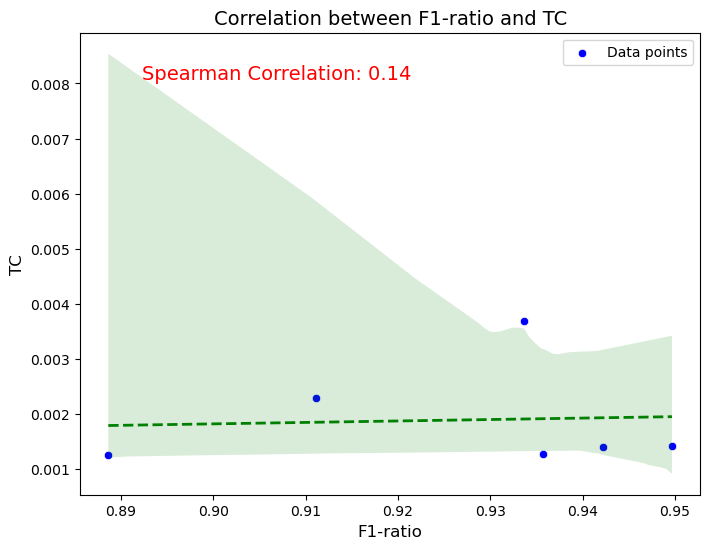 Correlation between F1-ratio and TC
Spearman Correlation: 0.14
Data points
TC
0.008
0.007
0.006
0.005
0.004
0.003
0.002
0.001
0.89 0.90 0.91 0.92 0.93 0.94 0.95
F1-ratio